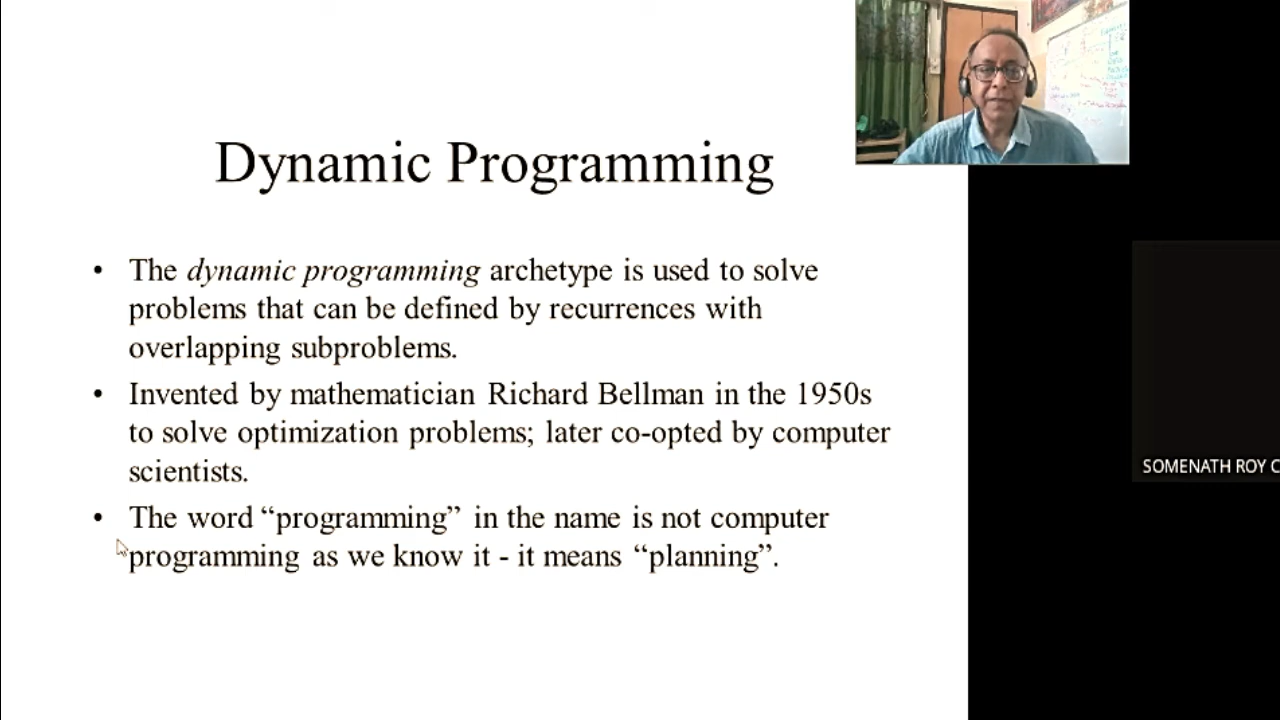 Dynamic Programming
• The dynamic programming archetype is used to solve
problems that can be defined by recurrences with
overlapping subproblems.
• Invented by mathematician Richard Bellman in the 1950s
to solve optimization problems; later co-opted by computer
scientists.
• The word “programming” in the name is not computer
programming as we know it - it means “planning”.
SOMENATH ROY C